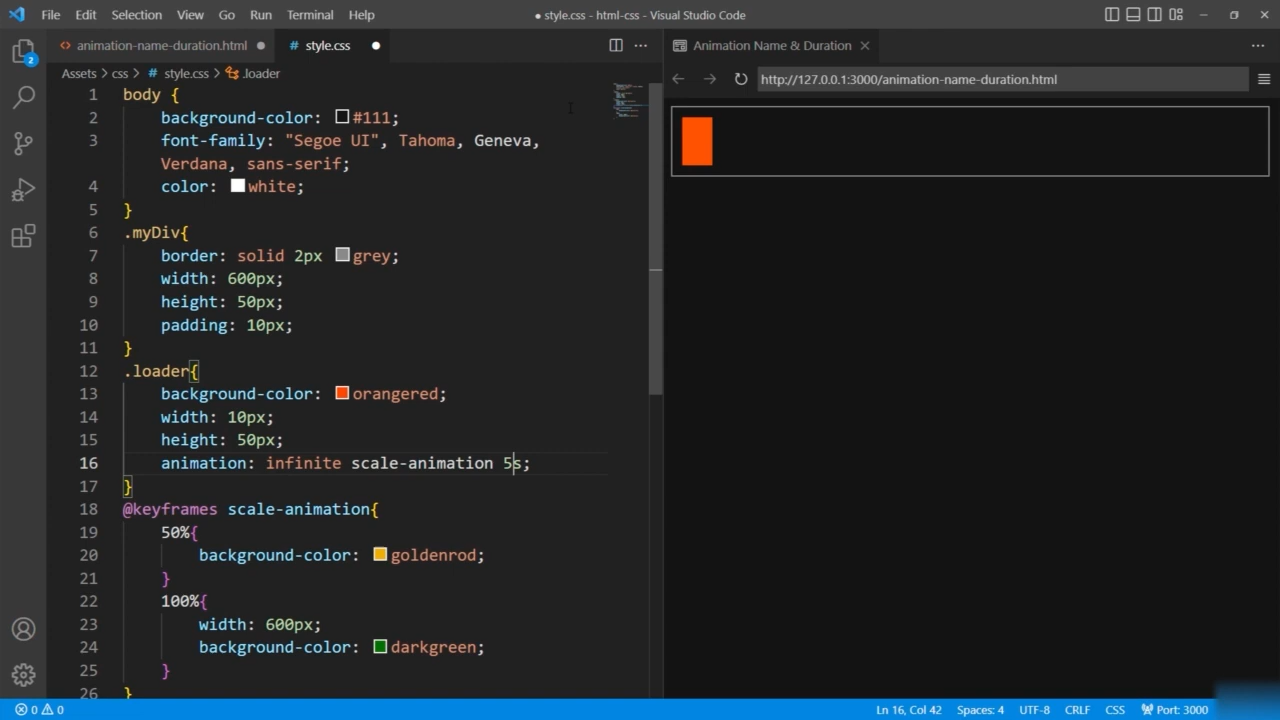 File Edit Selection View Go Run Terminal Help
● style.css - html-css - Visual Studio Code
animation-name-duration.html
# style.css
Animation Name & Duration
Assets > css > # style.css > .loader
http://127.0.0.1:3000/animation-name-duration.html
2
1 body {
2 background-color: #111;
3 font-family: "Segoe UI", Tahoma, Geneva,
Verdana, sans-serif;
4 color: white;
5 }
6 .myDiv{
7 border: solid 2px grey;
8 width: 600px;
9 height: 50px;
10 padding: 10px;
11 }
12 .loader{
13 background-color: orangered;
14 width: 10px;
15 height: 50px;
16 animation: infinite scale-animation 5s;
17 }
18 @keyframes scale-animation{
19 50%{
20 background-color: goldenrod;
21 }
22 100%{
23 width: 600px;
24 background-color: darkgreen;
25 }
26 }
0 0
Ln 16, Col 42 Spaces: 4 UTF-8 CRLF CSS Port: 3000